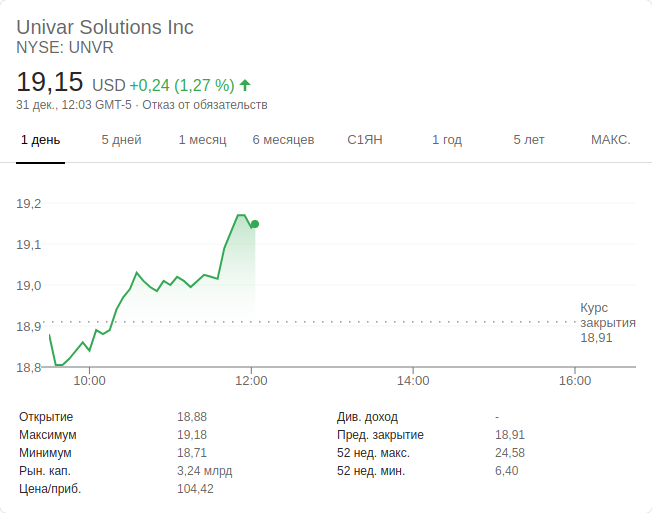 Univar Solutions Inc
NYSE: UNVR
19,15 USD +0,24 (1,27 %)
31 дек., 12:03 GMT-5 · Отказ от обязательств
1 день 5 дней 1 месяц 6 месяцев С1ЯН 1 год 5 лет МАКС.
19,2
19,1
19,0
18,9
18,8
Курс
закрытия
18,91
10:00 12:00 14:00 16:00
Открытие 18,88 Див. доход -
Максимум 19,18 Пред. закрытие 18,91
Минимум 18,71 52 нед. макс. 24,58
Рын. кап. 3,24 млрд 52 нед. мин. 6,40
Цена/приб. 104,42